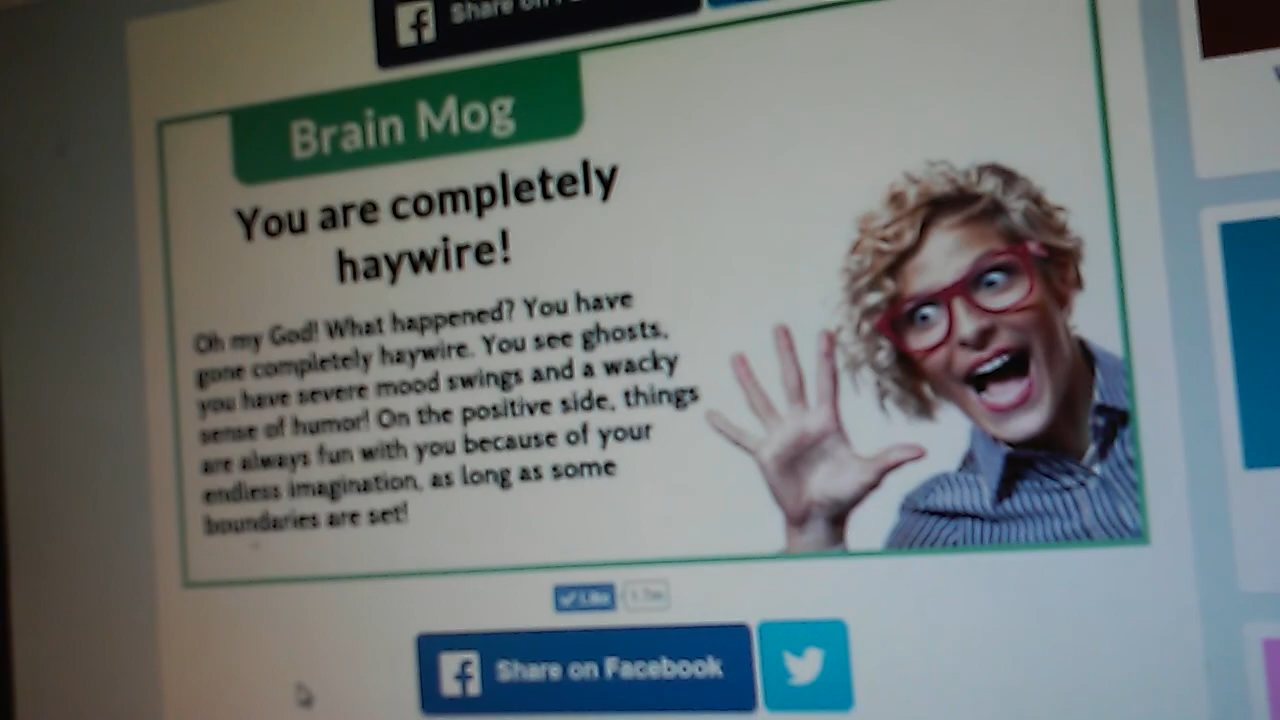 Share on
Brain Mog
You are completely
haywire!
Oh my God! What happened? You have
gone completely haywire. You see ghosts,
you have severe mood swings and a wacky
sense of humor! On the positive side, things
are always fun with you because of your
endless imagination, as long as some
boundaries are set!
Like
Share on Facebook